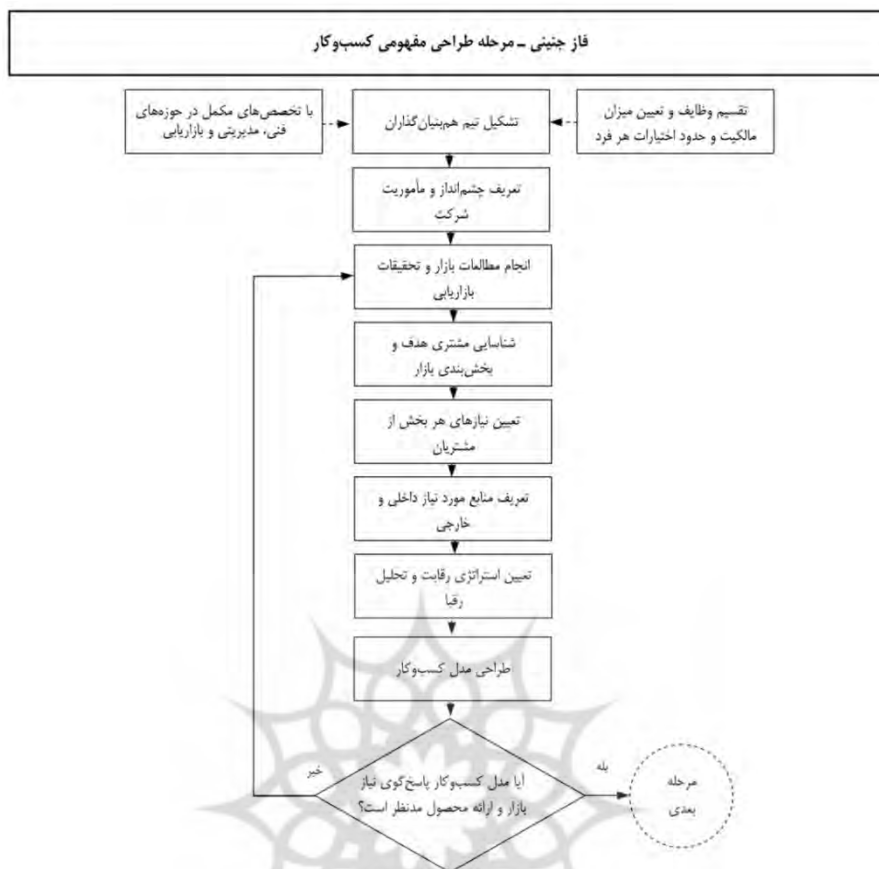 فاز جنینی – مرحله طراحی مفهومی کسب‌وکار
تقسیم وظایف و تعیین میزان
مالکیت و حدود اختیارات هر فرد
تشکیل تیم هم‌بنیان‌گذاران
با تخصص‌های مکمل در حوزه‌های
فنی، مدیریتی و بازاریابی
تعریف چشم‌انداز و مأموریت
شرکت
انجام مطالعات بازار و تحقیقات
بازاریابی
شناسایی مشتری هدف و
بخش‌بندی بازار
تعیین نیازهای هر بخش از
مشتریان
تعریف منابع مورد نیاز داخلی و
خارجی
تعیین استراتژی رقابت و تحلیل
رقبا
طراحی مدل کسب‌وکار
آیا مدل کسب‌وکار پاسخ‌گوی نیاز
بازار و ارائه محصول مدنظر است؟
بله
خیر
مرحله
بعدی